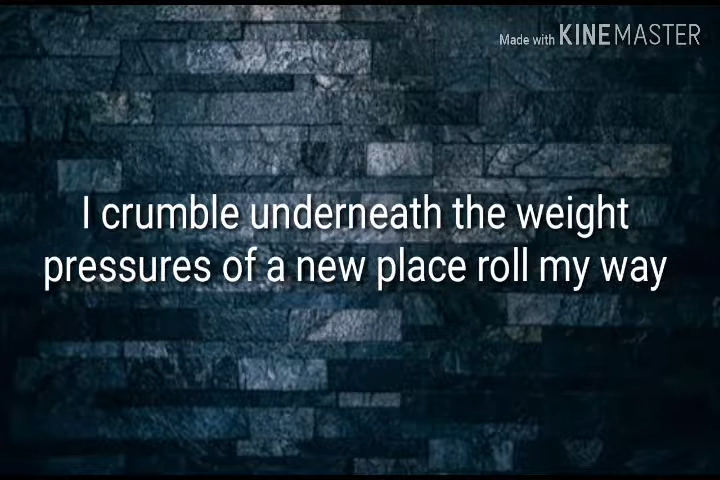 Made with KINEMASTER
I crumble underneath the weight
pressures of a new place roll my way